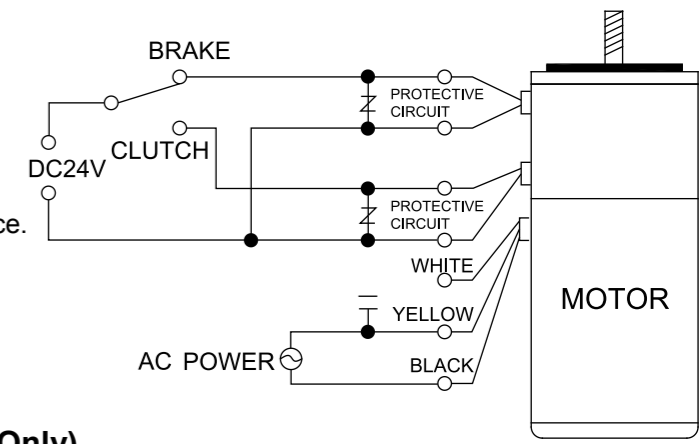 BRAKE
PROTECTIVE
CIRCUIT
CLUTCH
DC24V
PROTECTIVE
CIRCUIT
ce.
WHITE
MOTOR
YELLOW
AC POWER
BLACK
Only)